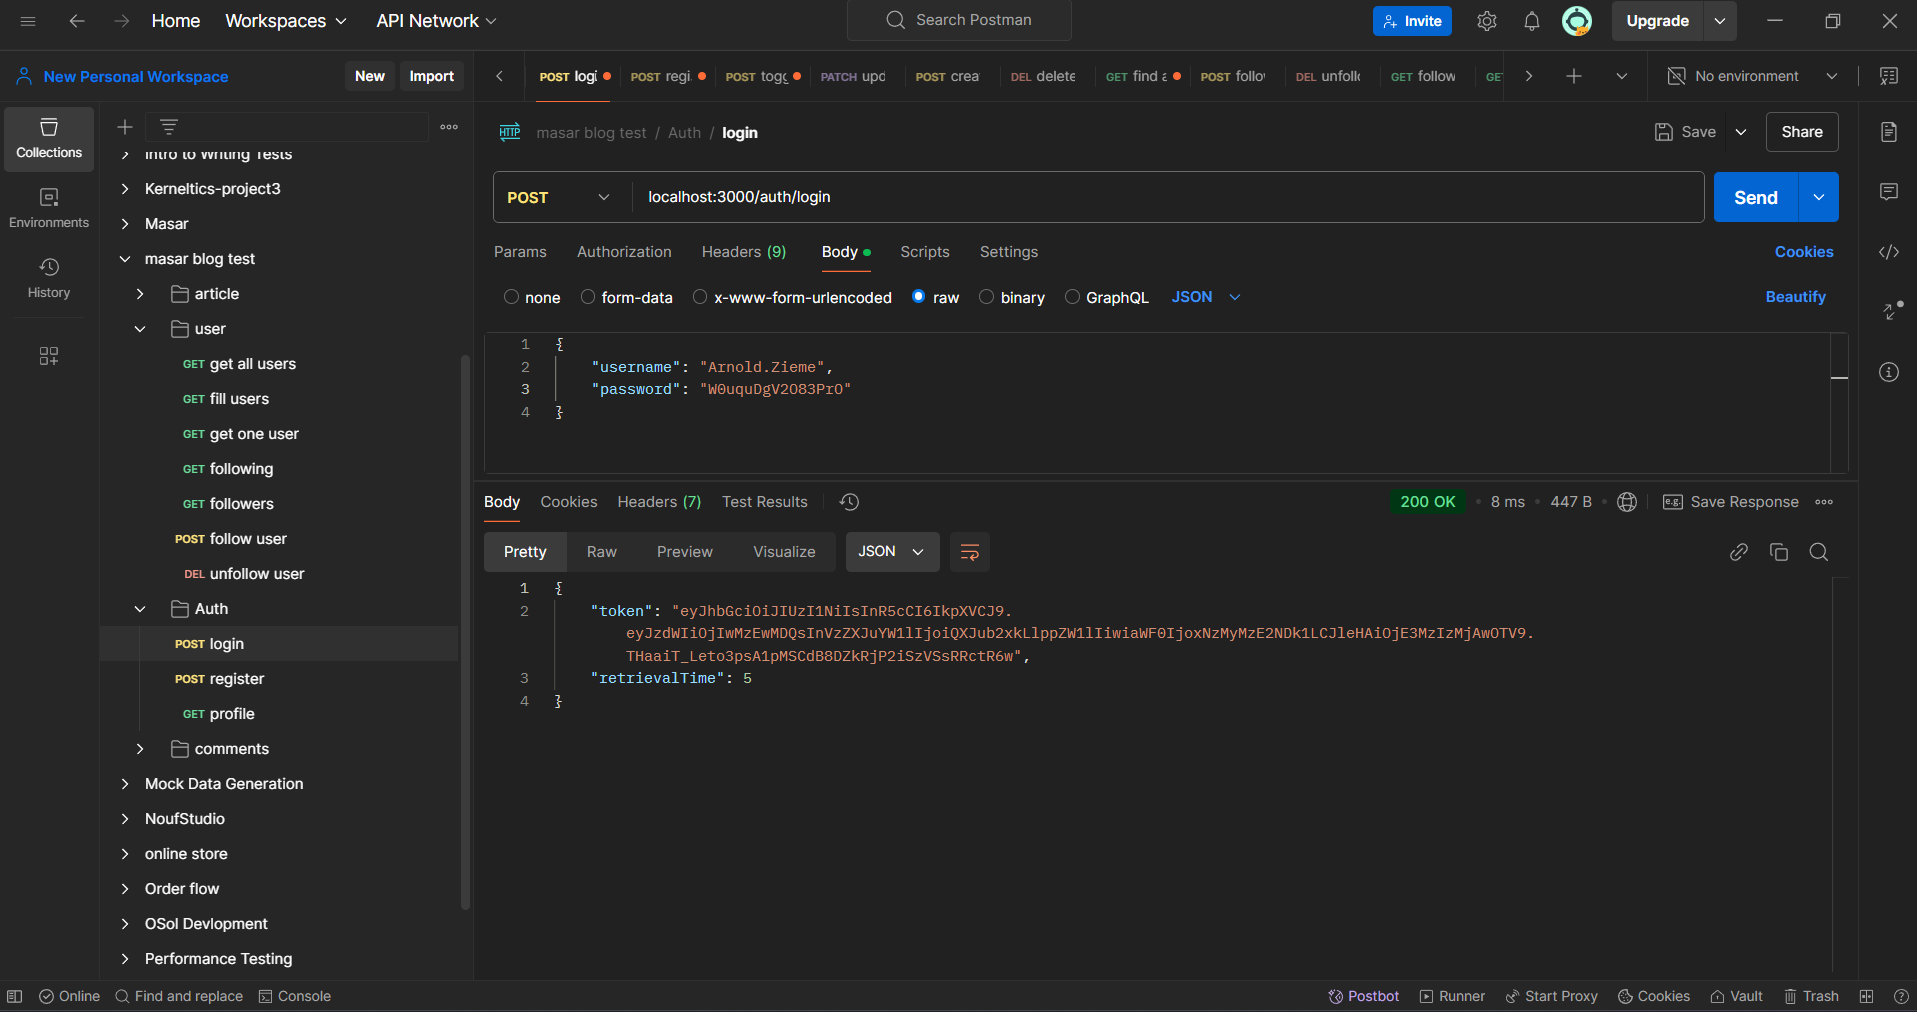 Home Workspaces API Network Search Postman Invite Upgrade
New Personal Workspace New Import
POST logi POST regi POST togg PATCH upd POST crea DEL delete GET find a POST follo DEL unfoll GET follow GET No environment
Collections
Environments
History
Intro to Writing Tests
Kerneltics-project3
Masar
masar blog test
article
user
GET get all users
GET fill users
GET get one user
GET following
GET followers
POST follow user
DEL unfollow user
Auth
POST login
POST register
GET profile
comments
Mock Data Generation
NoufStudio
online store
Order flow
OSol Devlopment
Performance Testing
HTTP masar blog test / Auth / login Save Share
POST localhost:3000/auth/login Send
Params Authorization Headers (9) Body Scripts Settings Cookies
none form-data x-www-form-urlencoded raw binary GraphQL JSON Beautify
1 {
2 "username": "Arnold.Zieme",
3 "password": "W0uquDgV2O83PrO"
4 }
Body Cookies Headers (7) Test Results 200 OK 8 ms 447 B e.g. Save Response
Pretty Raw Preview Visualize JSON
1 {
2 "token": "eyJhbGciOiJIUzI1NiIsInR5cCI6IkpXVCJ9.
eyJzdWIiOjIwMzEwMDQsInVzZXJuYW1lIjoiQXJub2xkLlppZW1lIiwiaWF0IjoxNzMyMzE2NDk1LCJleHAiOjE3MzIzMjAwOTV9.
THaaiT_Leto3psA1pMSCdB8DZkRjP2iSzVSsRRctR6w",
3 "retrievalTime": 5
4 }
Online Find and replace Console Postbot Runner Start Proxy Cookies Vault Trash